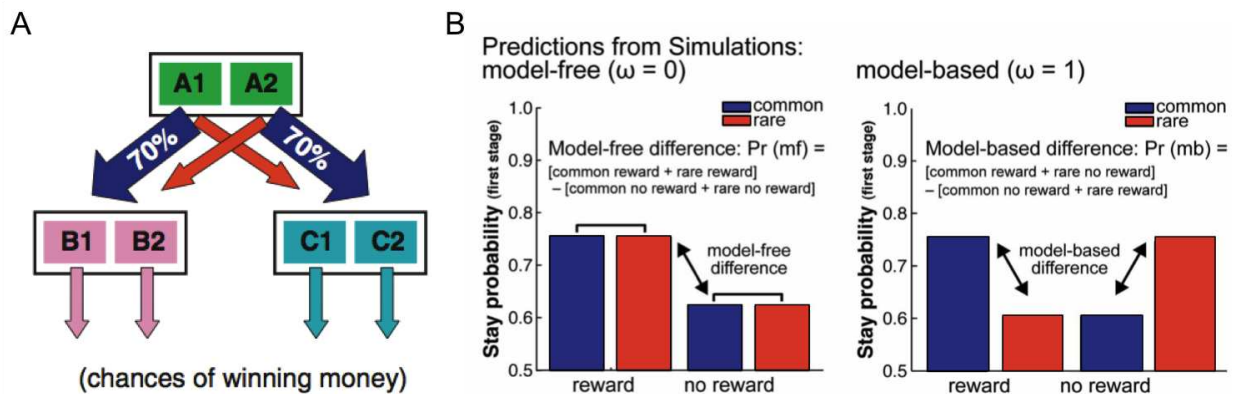 A
A1 A2
70% 70%
B1 B2 C1 C2
(chances of winning money)
B
Predictions from Simulations:
model-free (ω = 0)
1.0
0.9
0.8
0.7
0.6
0.5
Stay probability (first stage)
common
rare
Model-free difference: Pr (mf) =
[common reward + rare reward]
– [common no reward + rare no reward]
model-free
difference
reward no reward
model-based (ω = 1)
1.0
0.9
0.8
0.7
0.6
0.5
Stay probability (first stage)
common
rare
Model-based difference: Pr (mb) =
[common reward + rare no reward]
– [common no reward + rare reward]
model-based
difference
reward no reward